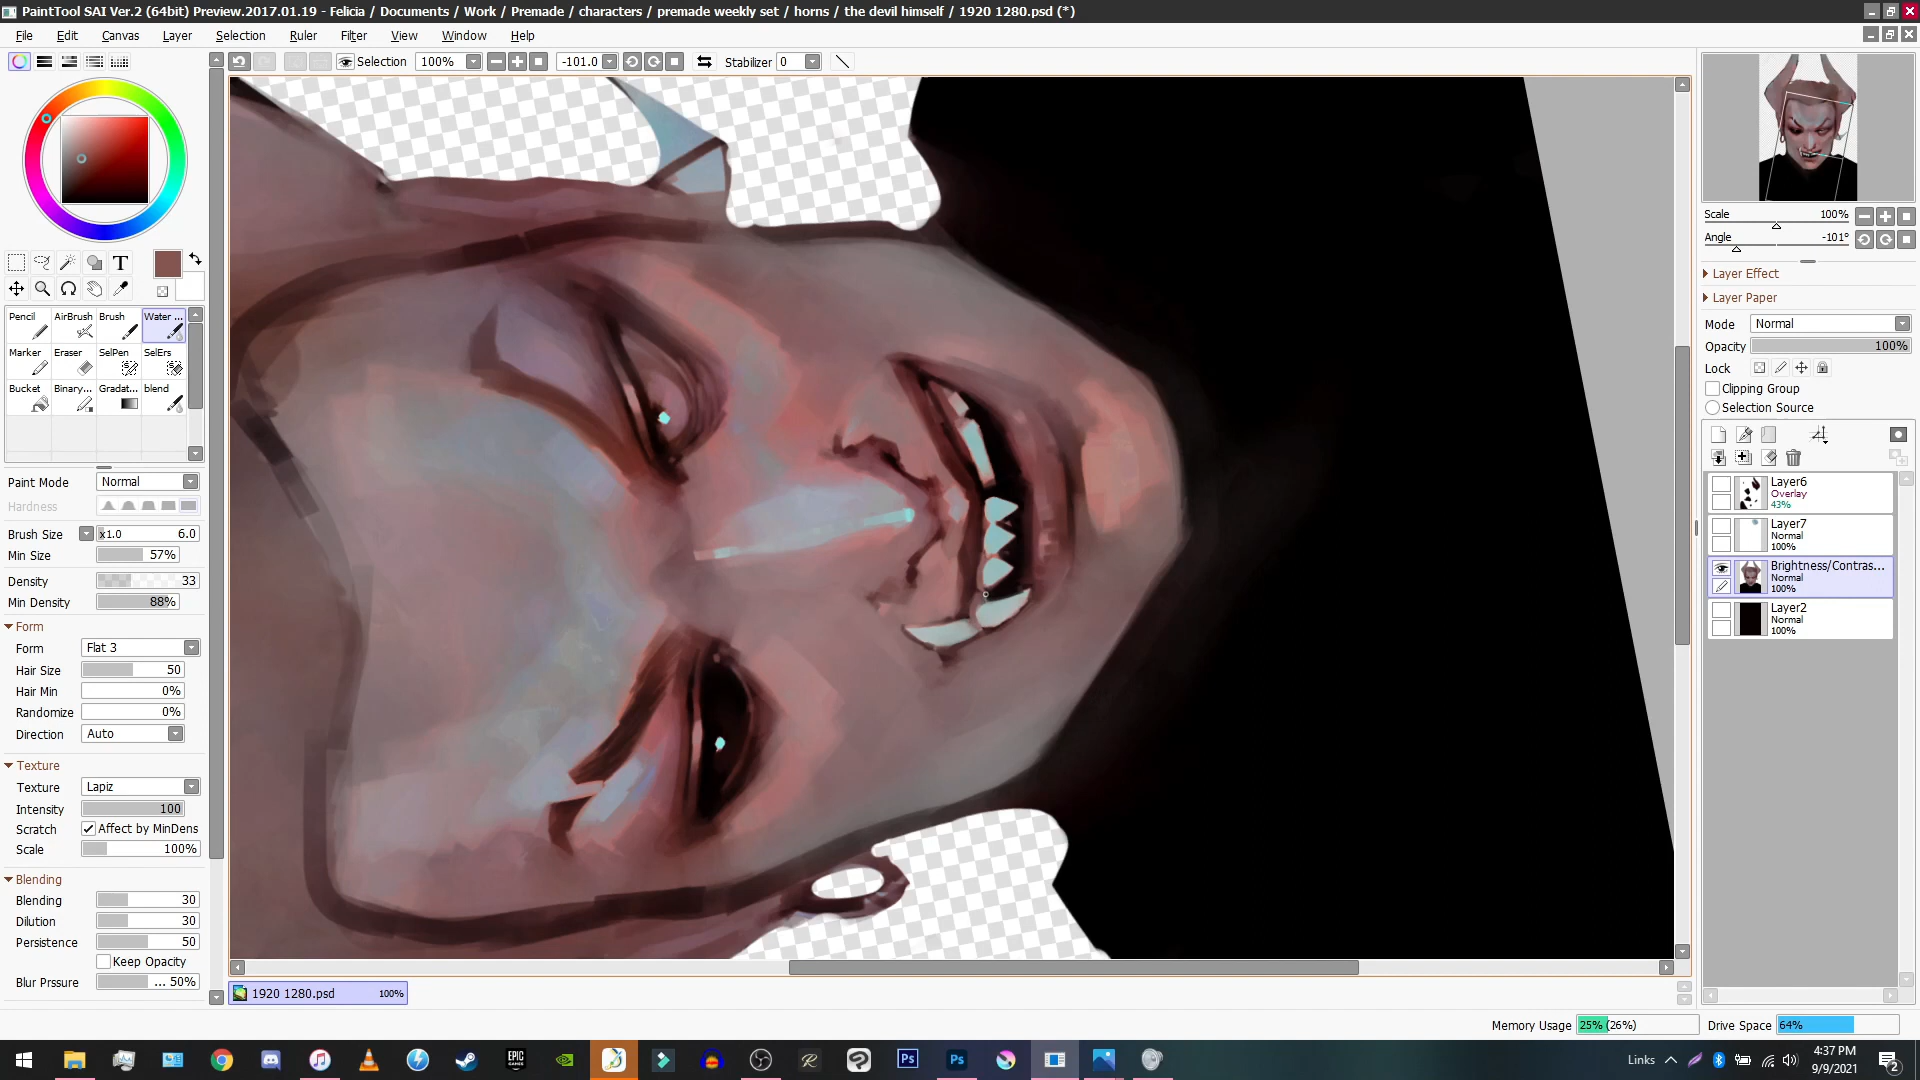 PaintTool SAI Ver.2 (64bit) Preview.2017.01.19 - Felicia / Documents / Work / Premade / characters / premade weekly set / horns / the devil himself / 1920 1280.psd (*)
File Edit Canvas Layer Selection Ruler Filter View Window Help
Selection 100% -101.0 Stabilizer 0
Scale 100%
Angle -101°
Layer Effect
Layer Paper
Mode Normal
Opacity 100%
Lock
Clipping Group
Selection Source
Layer6
Overlay
43%
Layer7
Normal
100%
Brightness/Contras...
Normal
100%
Layer2
Normal
100%
T
Pencil AirBrush Brush Water ...
Marker Eraser SelPen SelErs
Bucket Binary... Gradat... blend
Paint Mode Normal
Hardness
Brush Size x1.0 6.0
Min Size 57%
Density 33
Min Density 88%
Form
Form Flat 3
Hair Size 50
Hair Min 0%
Randomize 0%
Direction Auto
Texture
Texture Lapiz
Intensity 100
Scratch Affect by MinDens
Scale 100%
Blending
Blending 30
Dilution 30
Persistence 50
Keep Opacity
Blur Prssure ... 50%
1920 1280.psd 100%
Memory Usage 25% (26%) Drive Space 64%
EPIC
GAMES
Ps Ps
Links
4:37 PM
9/9/2021
2